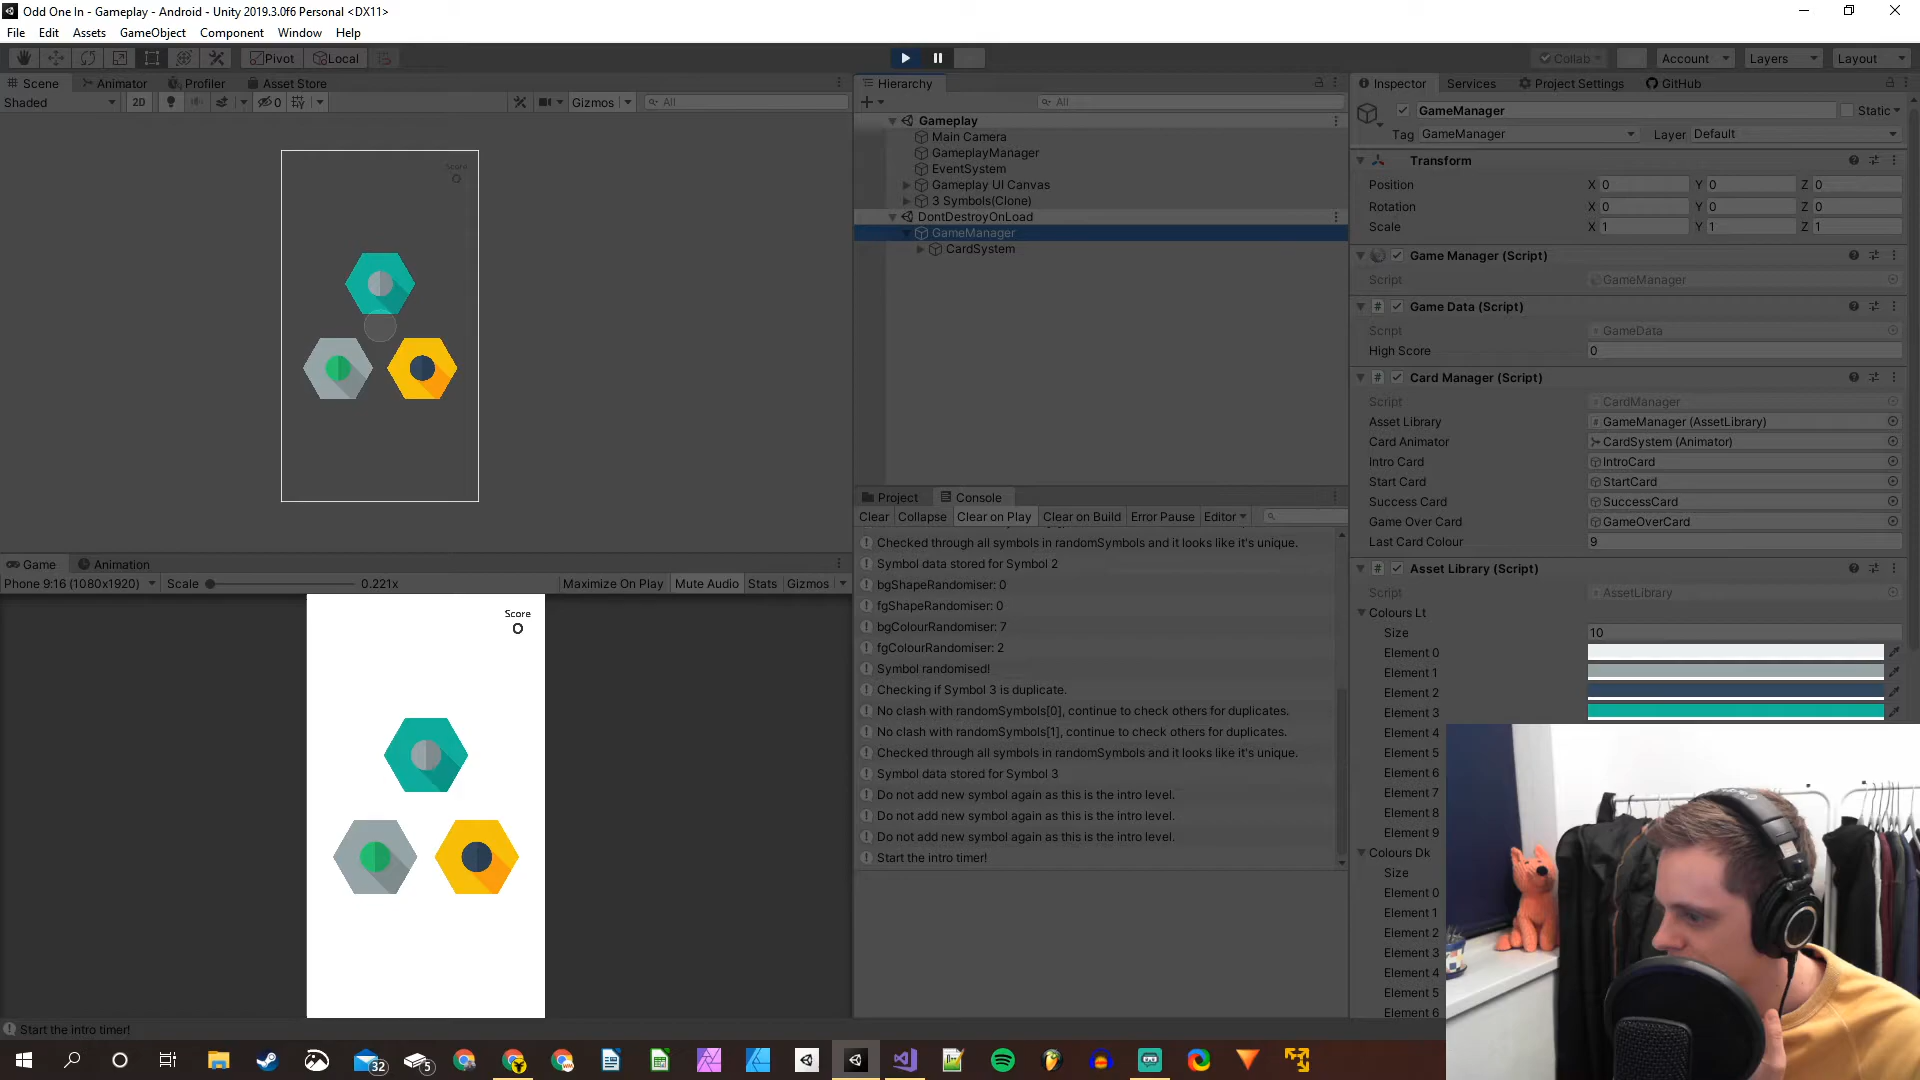 Odd One In - Gameplay - Android - Unity 2019.3.0f6 Personal <DX11>
File Edit Assets GameObject Component Window Help
Pivot Local Collab Account Layers Layout
Scene Animator Profiler Asset Store
Shaded 2D 0 Gizmos All
Score
0
Game Animation
Phone 9:16 (1080x1920) Scale 0.221x Maximize On Play Mute Audio Stats Gizmos
Score
0
Hierarchy
All
Gameplay
Main Camera
GameplayManager
EventSystem
Gameplay UI Canvas
3 Symbols(Clone)
DontDestroyOnLoad
GameManager
CardSystem
Project Console
Clear Collapse Clear on Play Clear on Build Error Pause Editor
Checked through all symbols in randomSymbols and it looks like it's unique.
Symbol data stored for Symbol 2
bgShapeRandomiser: 0
fgShapeRandomiser: 0
bgColourRandomiser: 7
fgColourRandomiser: 2
Symbol randomised!
Checking if Symbol 3 is duplicate.
No clash with randomSymbols[0], continue to check others for duplicates.
No clash with randomSymbols[1], continue to check others for duplicates.
Checked through all symbols in randomSymbols and it looks like it's unique.
Symbol data stored for Symbol 3
Do not add new symbol again as this is the intro level.
Do not add new symbol again as this is the intro level.
Do not add new symbol again as this is the intro level.
Start the intro timer!
Inspector Services Project Settings GitHub
GameManager Static
Tag GameManager Layer Default
Transform
Position X 0 Y 0 Z 0
Rotation X 0 Y 0 Z 0
Scale X 1 Y 1 Z 1
Game Manager (Script)
Script GameManager
Game Data (Script)
Script GameData
High Score 0
Card Manager (Script)
Script CardManager
Asset Library GameManager (AssetLibrary)
Card Animator CardSystem (Animator)
Intro Card IntroCard
Start Card StartCard
Success Card SuccessCard
Game Over Card GameOverCard
Last Card Colour 9
Asset Library (Script)
Script AssetLibrary
Colours Lt
Size 10
Element 0
Element 1
Element 2
Element 3
Element 4
Element 5
Element 6
Element 7
Element 8
Element 9
Colours Dk
Size
Element 0
Element 1
Element 2
Element 3
Element 4
Element 5
Element 6
Start the intro timer!
32
5